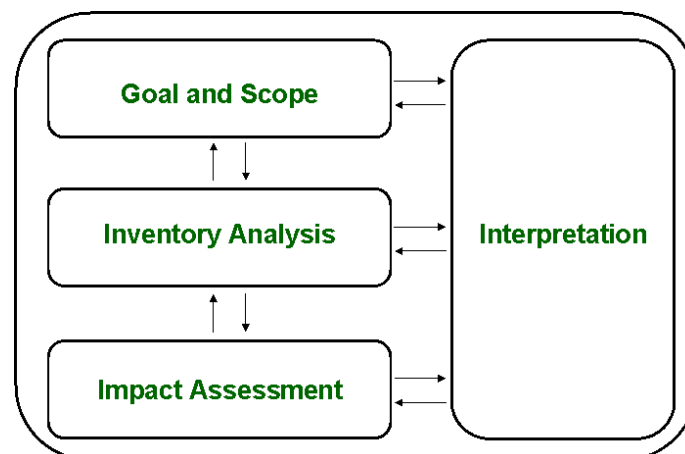 Goal and Scope
Inventory Analysis
Interpretation
Impact Assessment